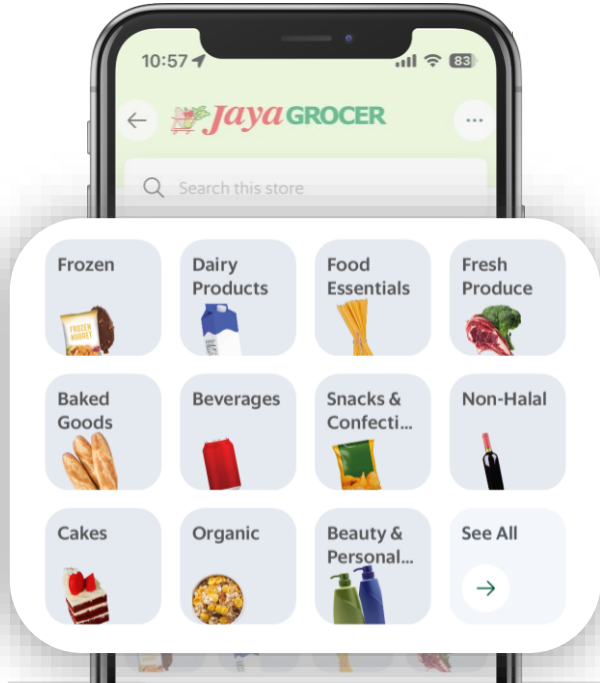 10:57
83
Jaya GROCER
...
Search this store
Frozen
Dairy
Products
Food
Essentials
Fresh
Produce
FROZEN
NUGGET
Baked
Goods
Beverages
Snacks &
Confecti...
Non-Halal
Cakes
Organic
Beauty &
Personal...
See All